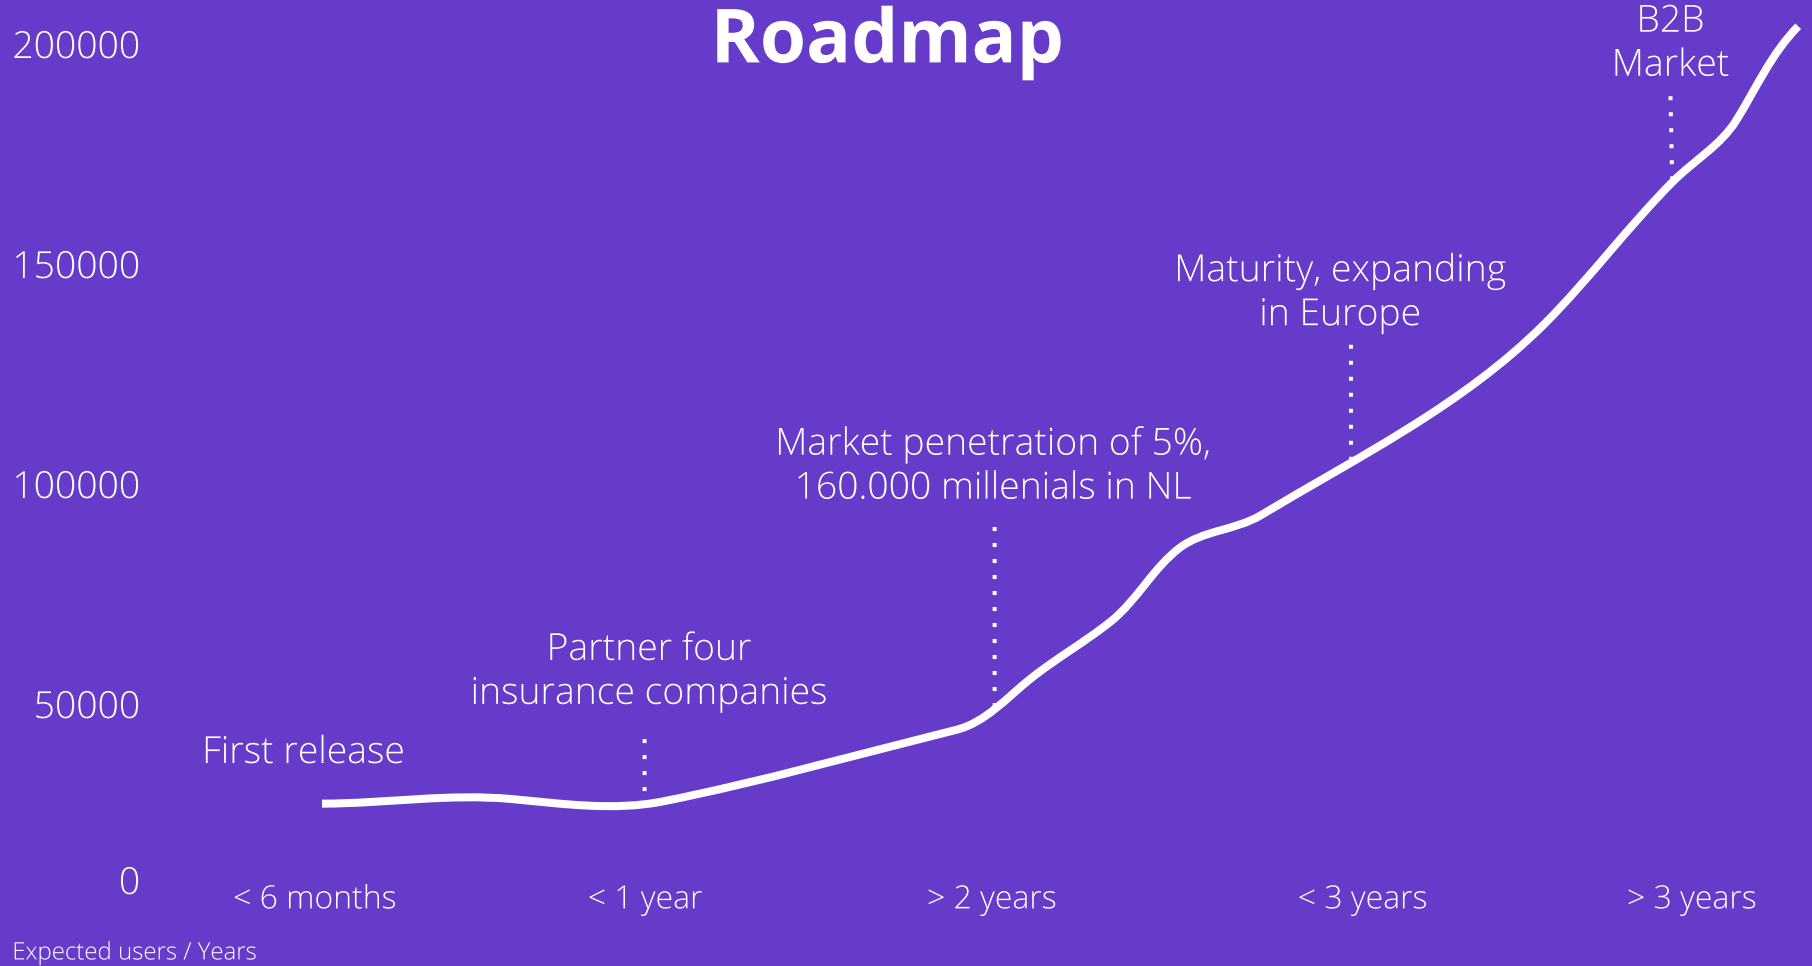 Roadmap
200000
150000
100000
50000
0
First release
Partner four
insurance companies
Market penetration of 5%,
160.000 millenials in NL
Maturity, expanding
in Europe
B2B
Market
< 6 months
< 1 year
> 2 years
< 3 years
> 3 years
Expected users / Years